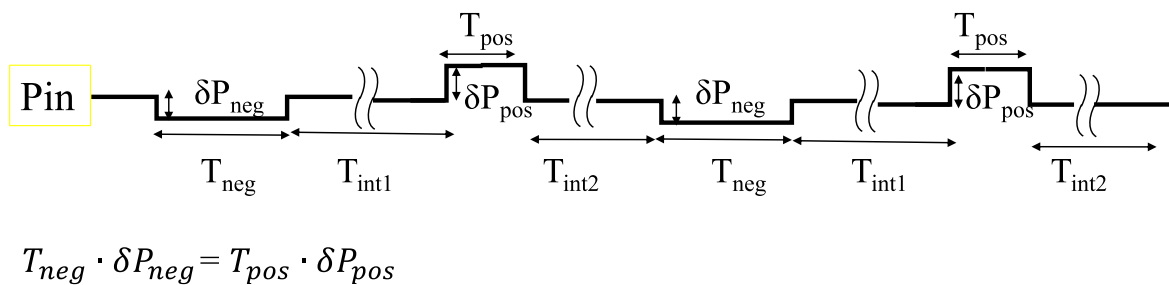 T_pos T_pos
Pin δP_neg δP_pos δP_neg δP_pos
T_neg T_int1 T_int2 T_neg T_int1 T_int2
T_neg · δP_neg = T_pos · δP_pos